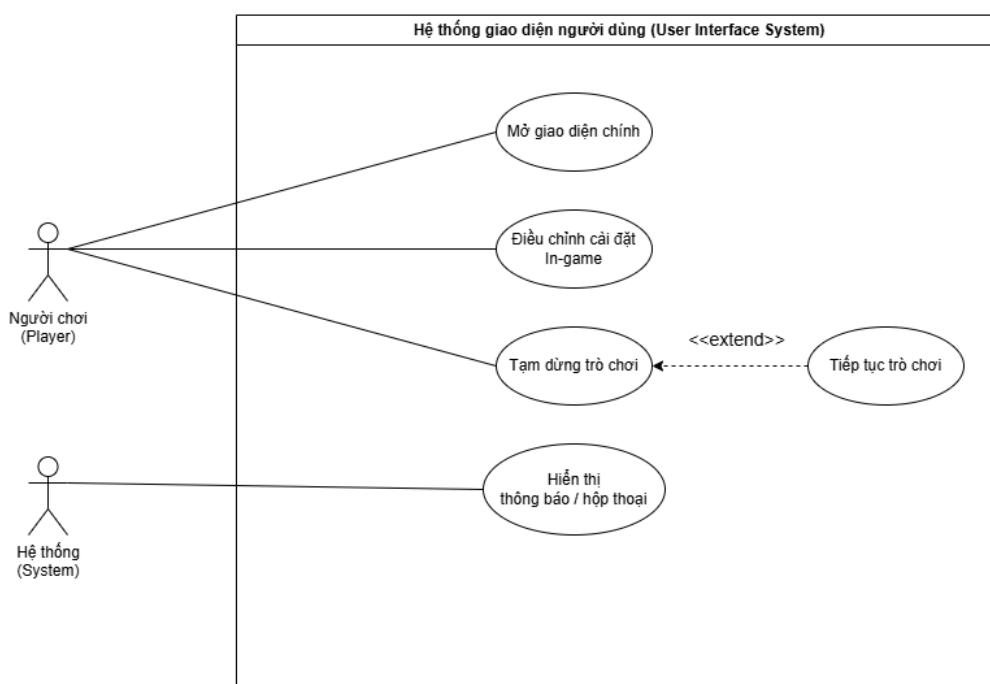 Hệ thống giao diện người dùng (User Interface System)
Mở giao diện chính
Điều chỉnh cài đặt
In-game
Người chơi
(Player)
Tạm dừng trò chơi
<<extend>>
Tiếp tục trò chơi
Hiển thị
thông báo / hộp thoại
Hệ thống
(System)